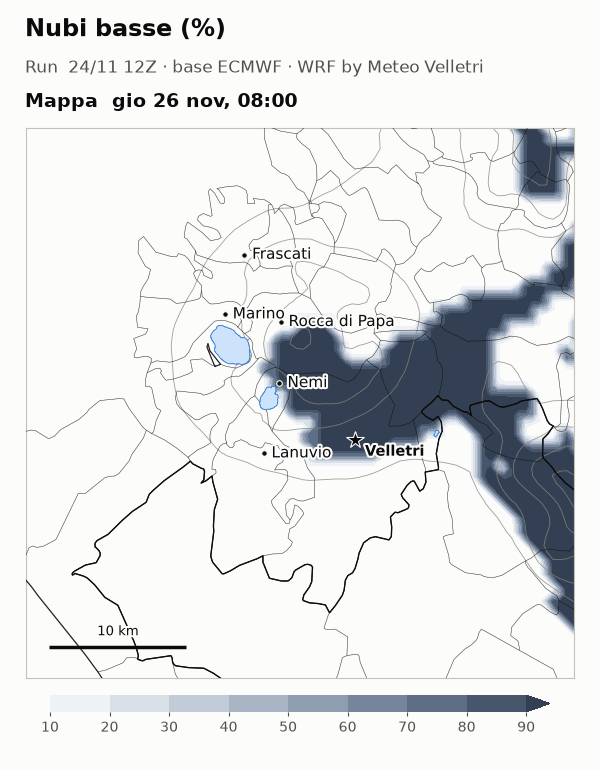 Nubi basse (%)
Run  24/11 12Z · base ECMWF · WRF by Meteo Velletri
Mappa  gio 26 nov, 08:00
Frascati
Marino
Rocca di Papa
Nemi
Velletri
Lanuvio
10 km
10 20 30 40 50 60 70 80 90